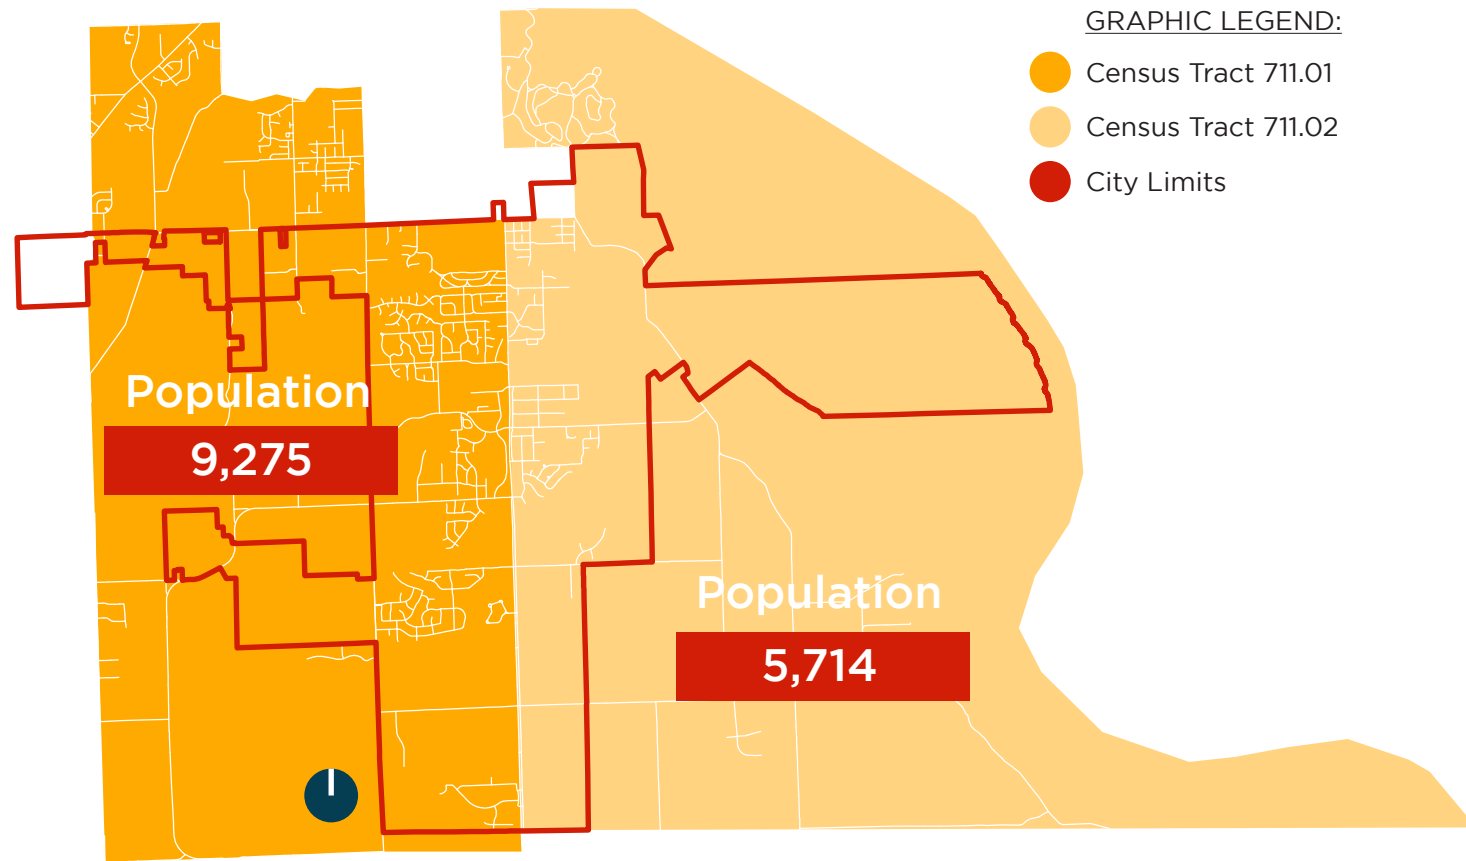 GRAPHIC LEGEND:
Census Tract 711.01
Census Tract 711.02
City Limits
Population
9,275
Population
5,714